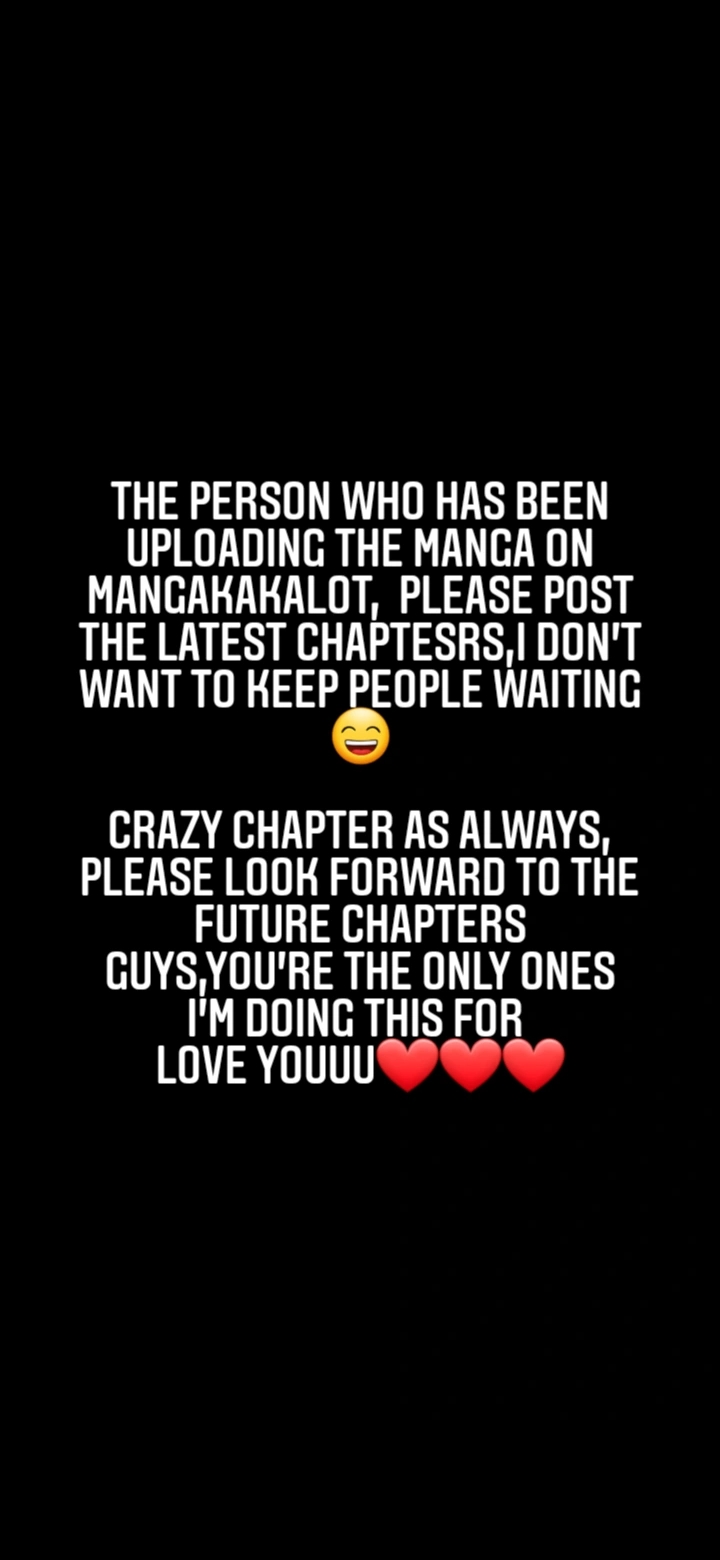 THE PERSON WHO HAS BEEN
UPLOADING THE MANGA ON
MANGAKAKALOT,  PLEASE POST
THE LATEST CHAPTESRS,I DON'T
WANT TO KEEP PEOPLE WAITING
😄
CRAZY CHAPTER AS ALWAYS,
PLEASE LOOK FORWARD TO THE
FUTURE CHAPTERS
GUYS,YOU'RE THE ONLY ONES
I'M DOING THIS FOR
LOVE YOUUU❤️❤️❤️